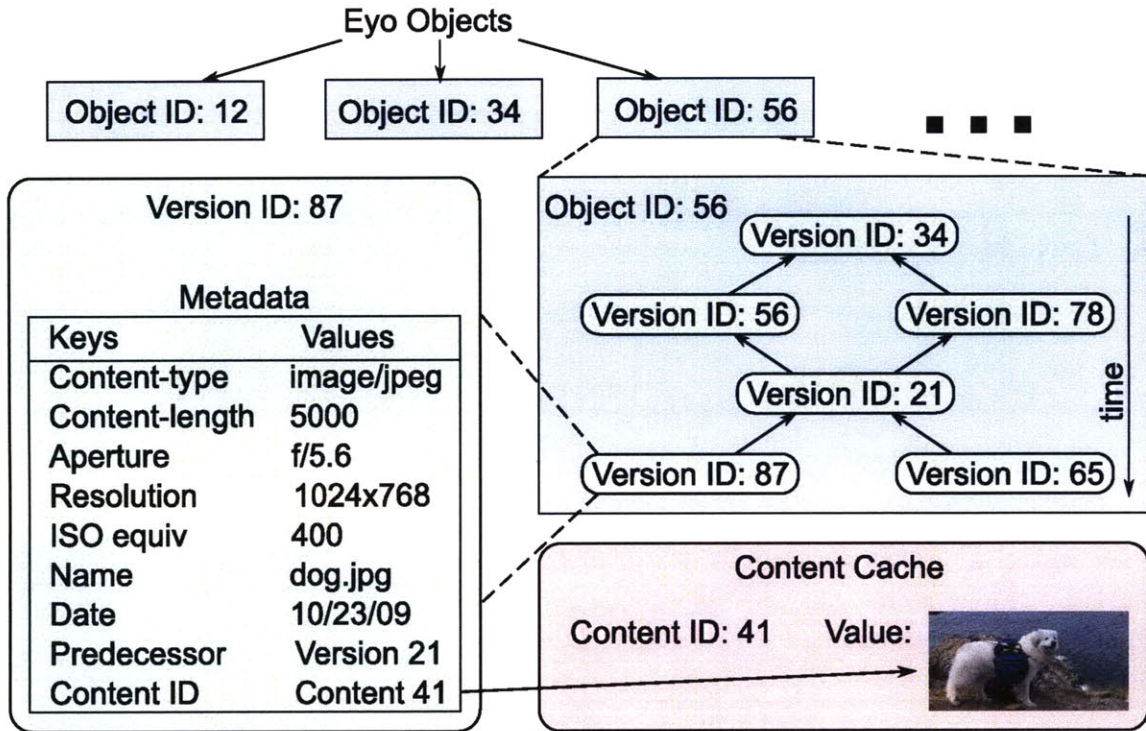 Eyo Objects
Object ID: 12
Object ID: 34
Object ID: 56
Version ID: 87
Metadata
Keys Values
Content-type image/jpeg
Content-length 5000
Aperture f/5.6
Resolution 1024x768
ISO equiv 400
Name dog.jpg
Date 10/23/09
Predecessor Version 21
Content ID Content 41
Object ID: 56
Version ID: 34
Version ID: 56
Version ID: 78
Version ID: 21
Version ID: 87
Version ID: 65
time
Content Cache
Content ID: 41 Value: